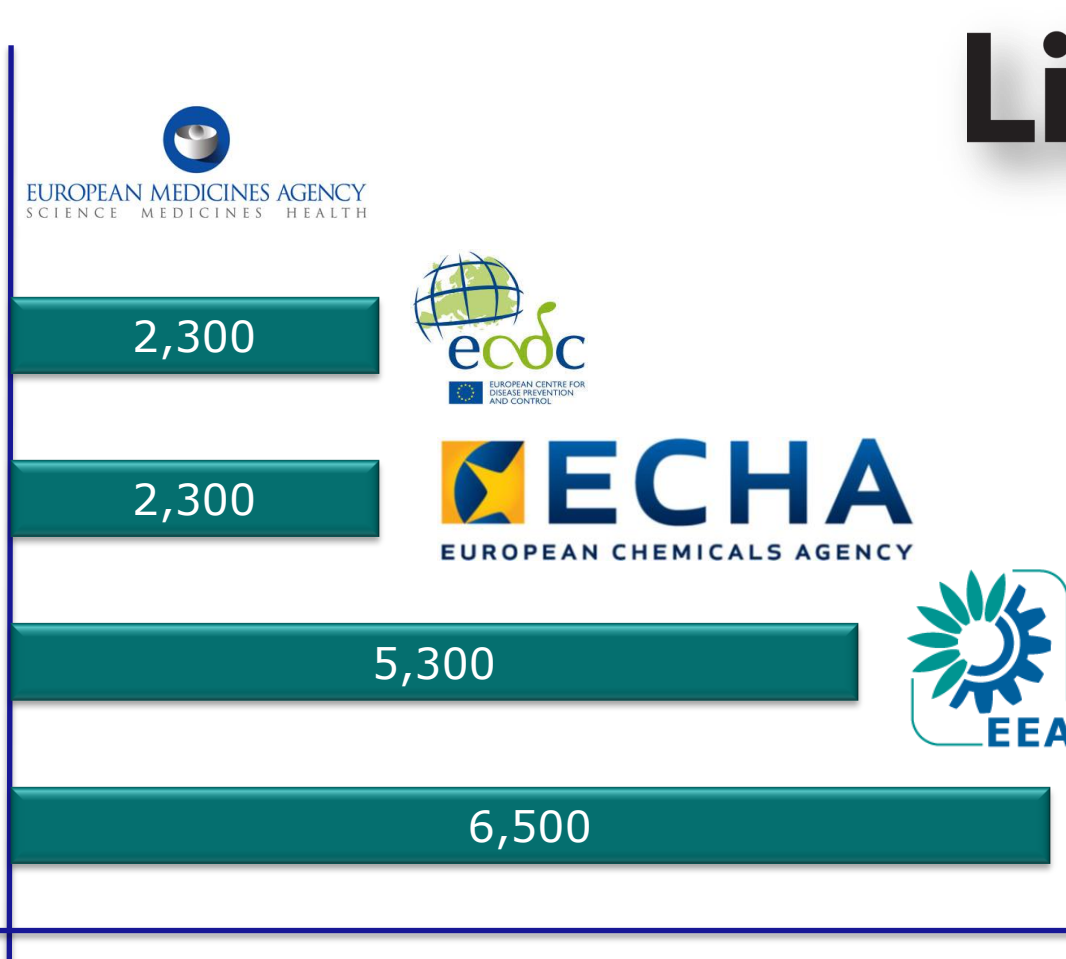 Li
EUROPEAN MEDICINES AGENCY
SCIENCE MEDICINES HEALTH
2,300
ecdc
EUROPEAN CENTRE FOR
DISEASE PREVENTION
AND CONTROL
2,300
ECHA
EUROPEAN CHEMICALS AGENCY
5,300
EEA
6,500